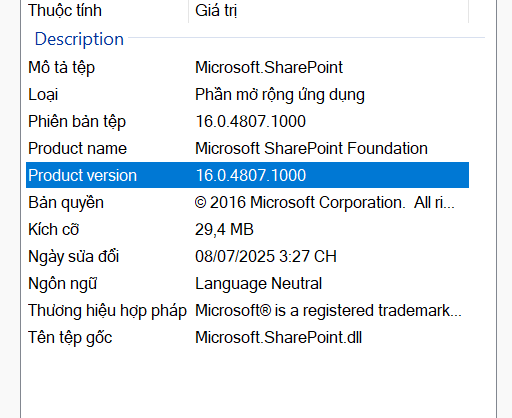 Thuộc tính Giá trị
Description
Mô tả tệp Microsoft.SharePoint
Loại Phần mở rộng ứng dụng
Phiên bản tệp 16.0.4807.1000
Product name Microsoft SharePoint Foundation
Product version 16.0.4807.1000
Bản quyền © 2016 Microsoft Corporation. All ri...
Kích cỡ 29,4 MB
Ngày sửa đổi 08/07/2025 3:27 CH
Ngôn ngữ Language Neutral
Thương hiệu hợp pháp Microsoft® is a registered trademark...
Tên tệp gốc Microsoft.SharePoint.dll